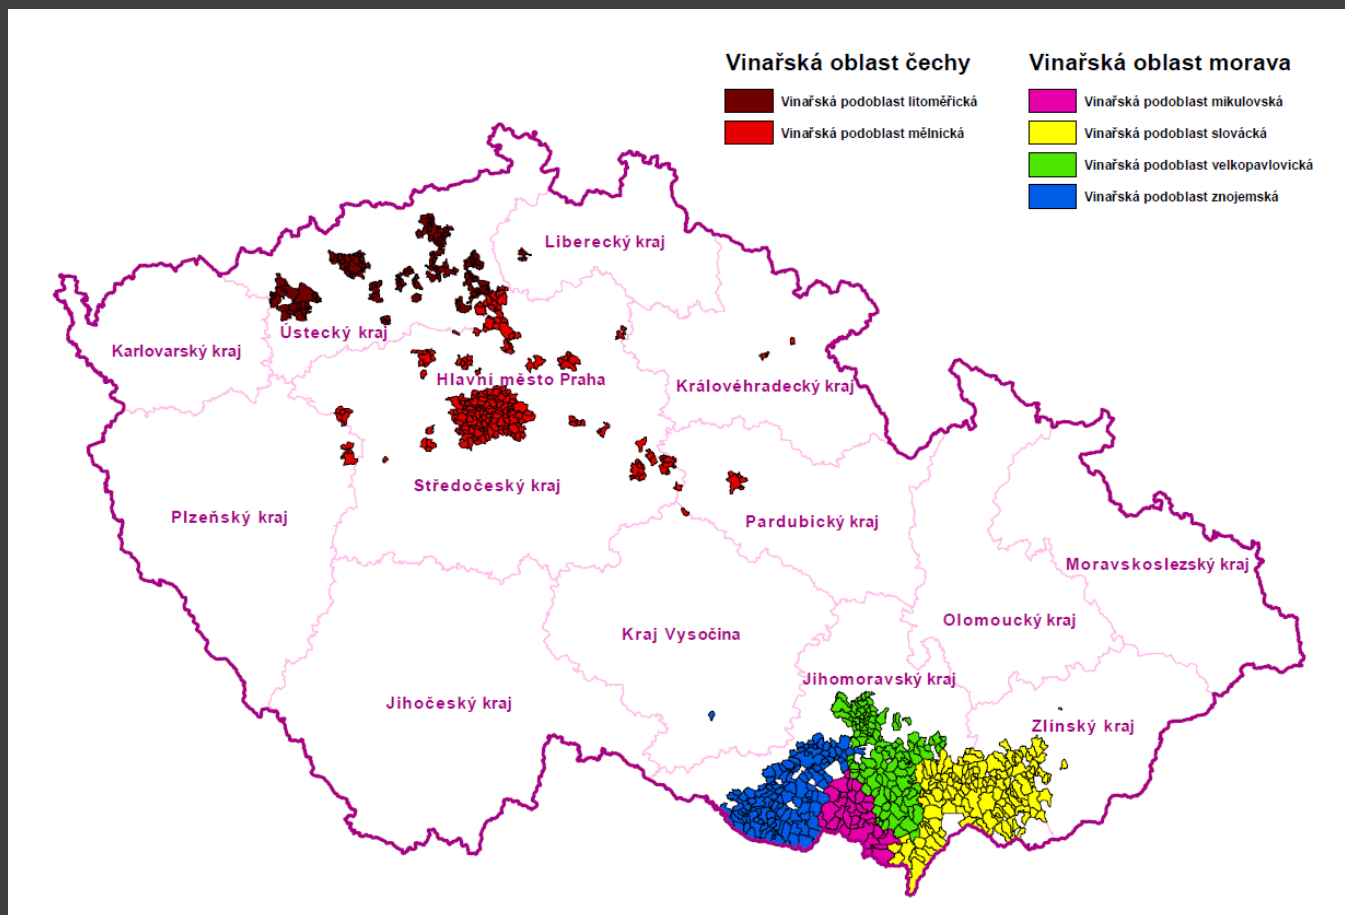 Vinařská oblast čechy
Vinařská podoblast litoměřická
Vinařská podoblast mělnická
Vinařská oblast morava
Vinařská podoblast mikulovská
Vinařská podoblast slovácká
Vinařská podoblast velkopavlovická
Vinařská podoblast znojemská
Liberecký kraj
Ústecký kraj
Karlovarský kraj
Hlavní město Praha
Královéhradecký kraj
Středočeský kraj
Plzeňský kraj
Pardubický kraj
Moravskoslezský kraj
Olomoucký kraj
Kraj Vysočina
Jihomoravský kraj
Jihočeský kraj
Zlínský kraj